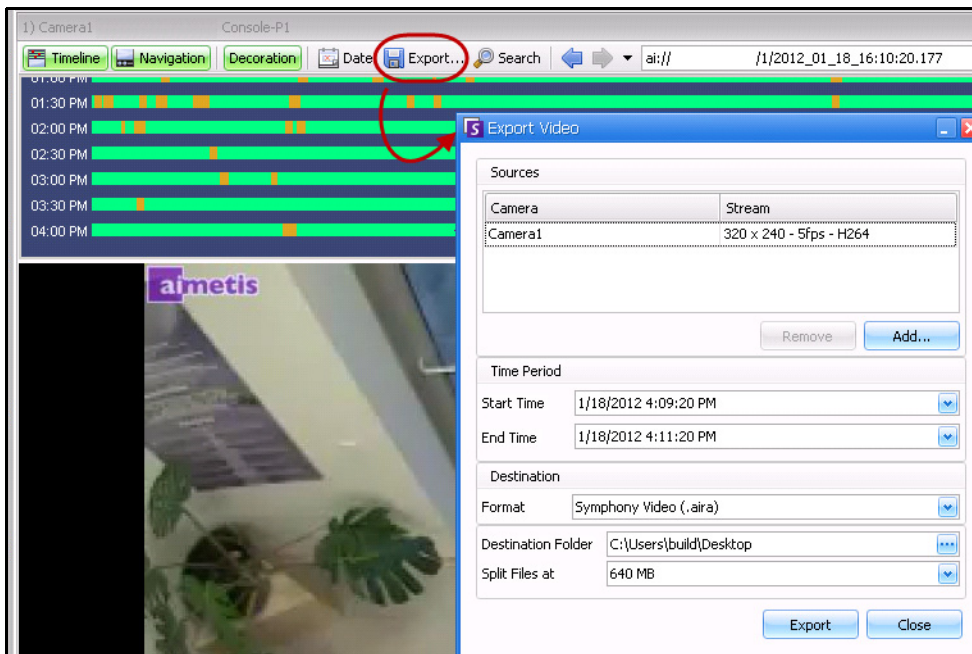 1) Camera1 Console-P1
Timeline Navigation Decoration Date Export... Search ai:// /1/2012_01_18_16:10:20.177
01:00 PM
01:30 PM
02:00 PM
02:30 PM
03:00 PM
03:30 PM
04:00 PM
aimetis
Export Video
Sources
Camera Stream
Camera1 320 x 240 - 5fps - H264
Remove Add...
Time Period
Start Time 1/18/2012 4:09:20 PM
End Time 1/18/2012 4:11:20 PM
Destination
Format Symphony Video (.aira)
Destination Folder C:\Users\build\Desktop
Split Files at 640 MB
Export Close